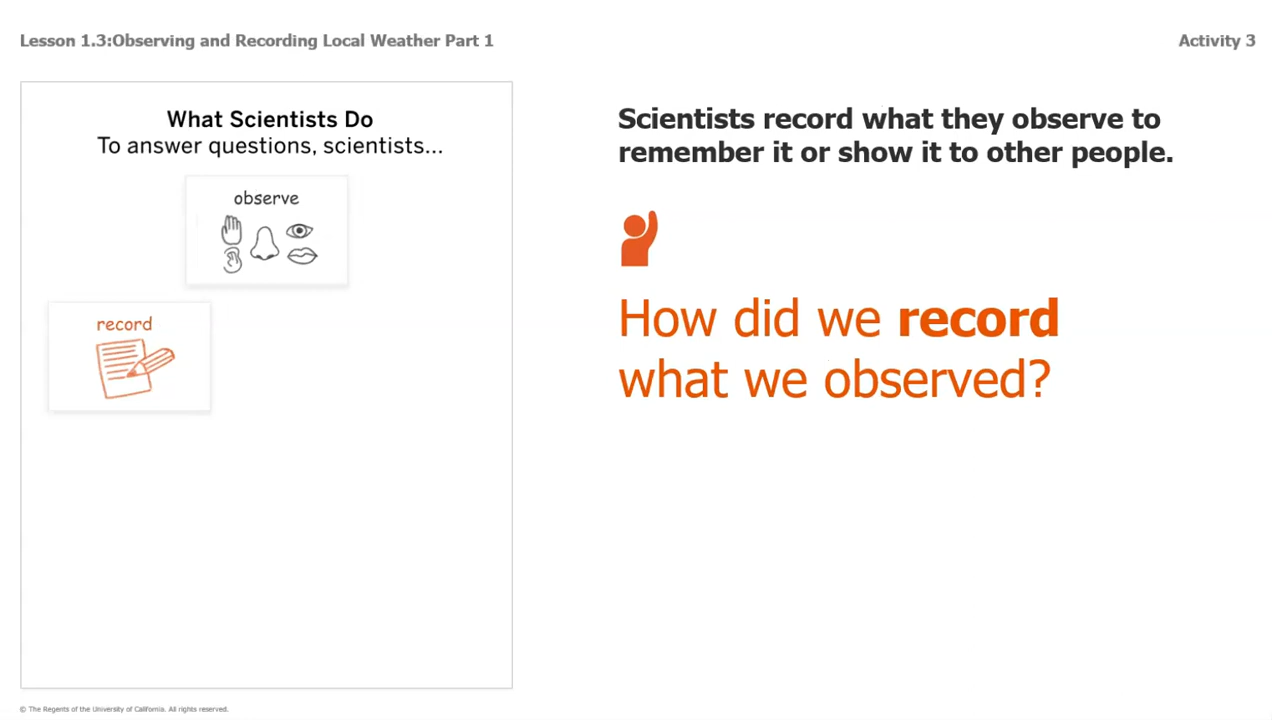 Lesson 1.3:Observing and Recording Local Weather Part 1
Activity 3
What Scientists Do
To answer questions, scientists...
observe
record
Scientists record what they observe to
remember it or show it to other people.
How did we record
what we observed?
© The Regents of the University of California. All rights reserved.